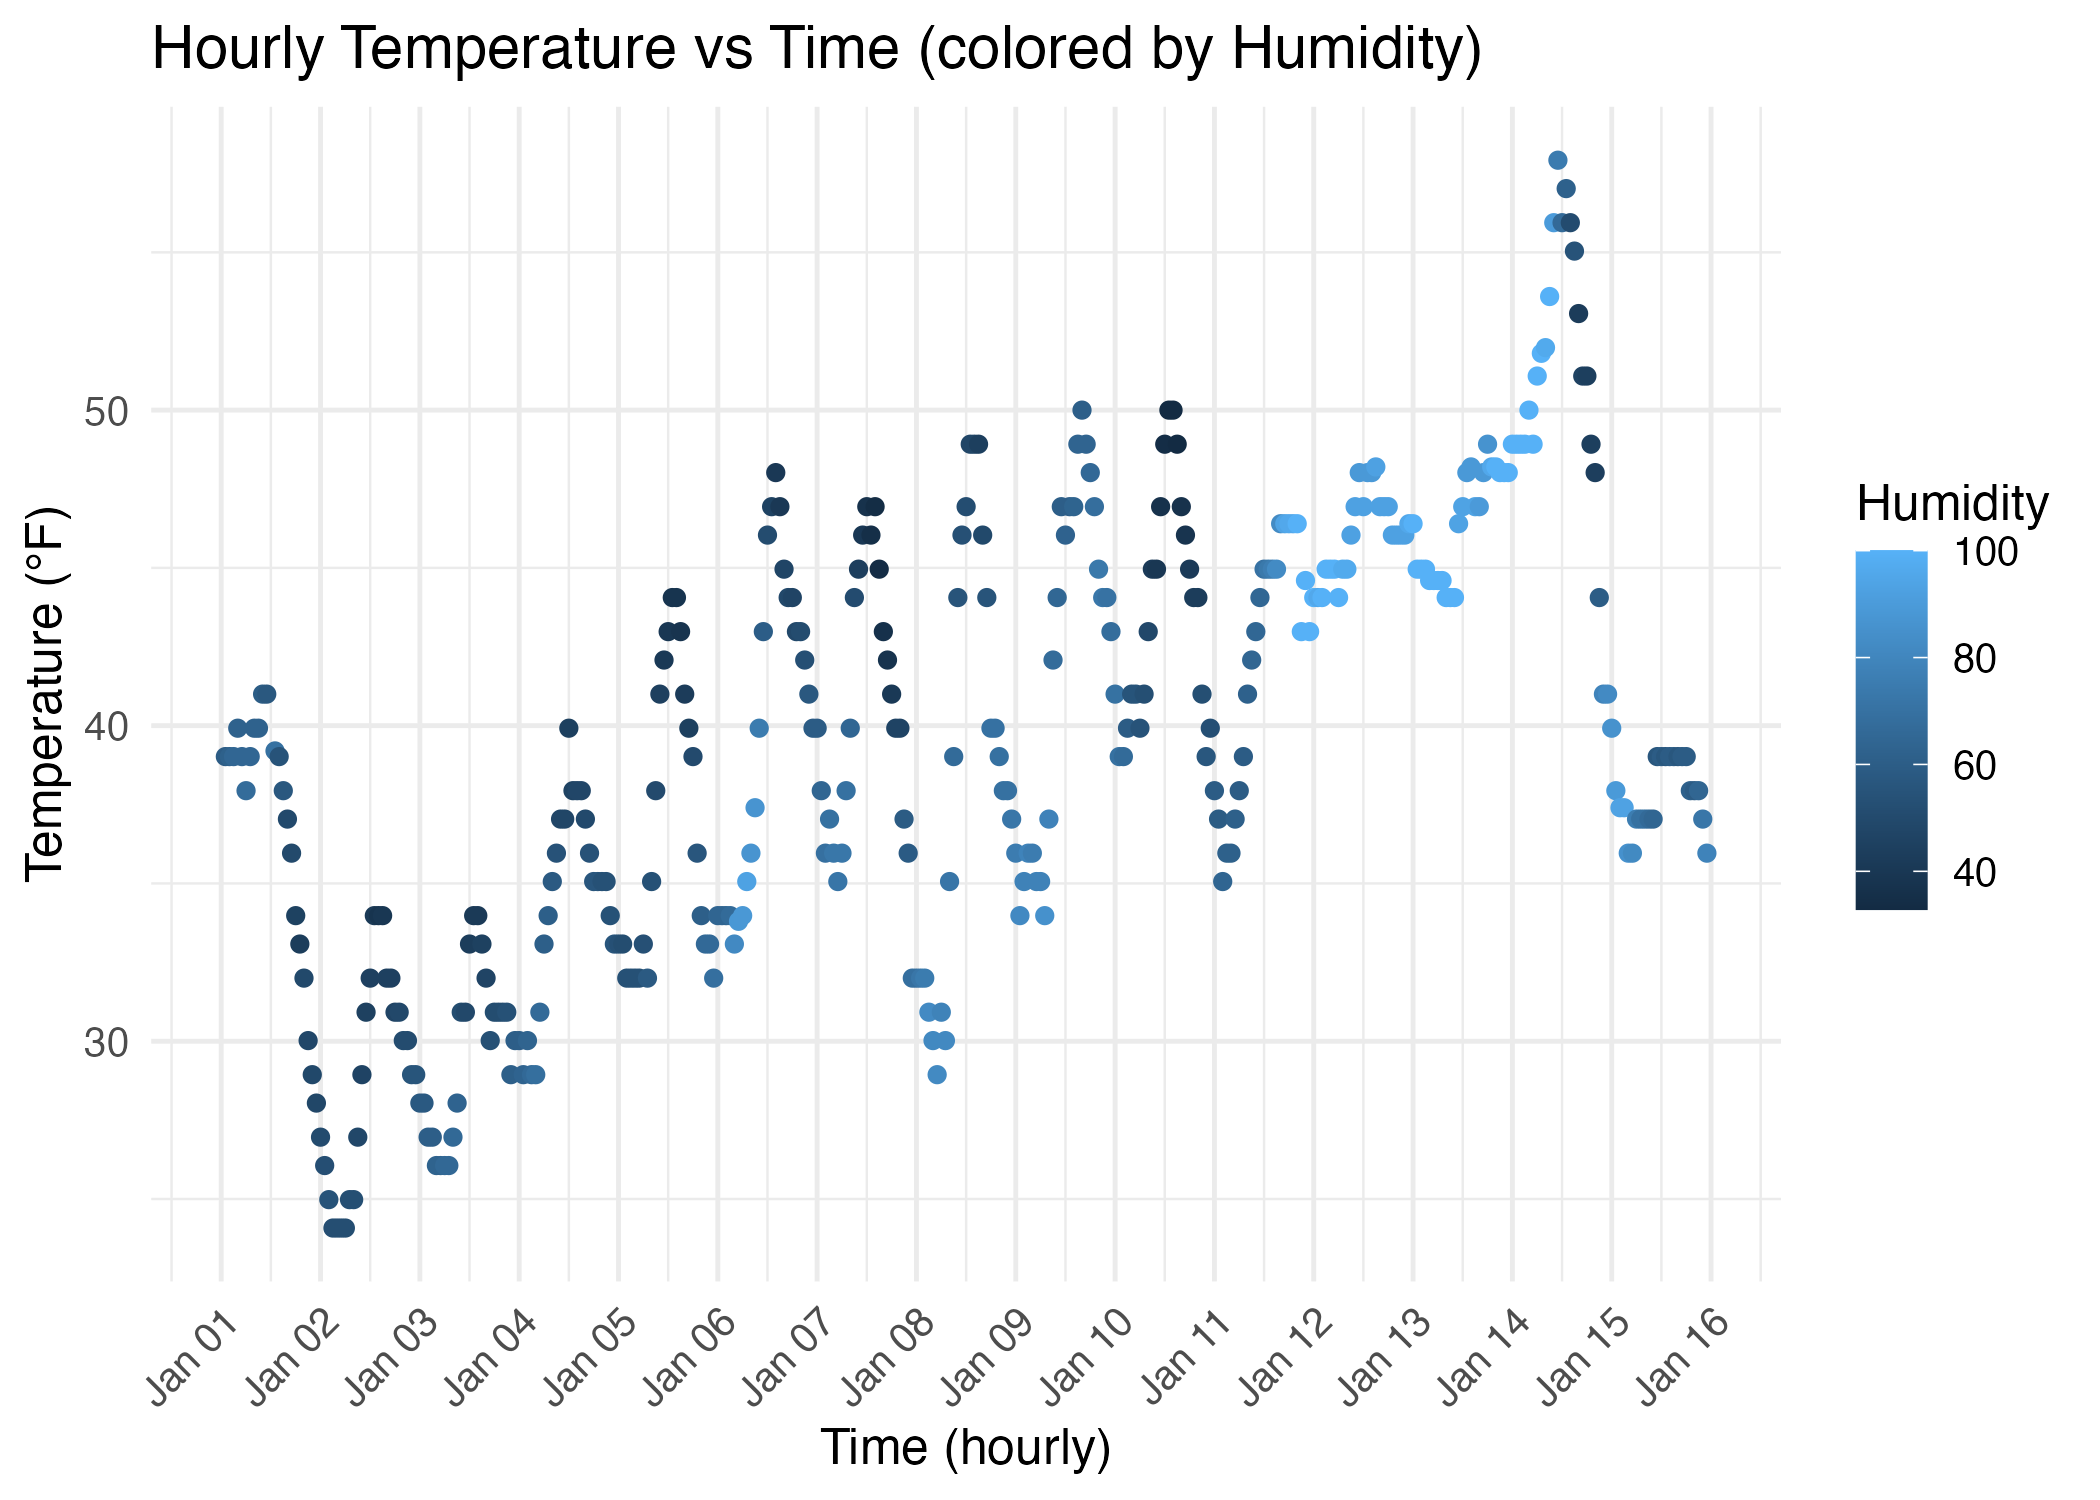 Hourly Temperature vs Time (colored by Humidity)
Temperature (°F)
50
40
30
Jan 01
Jan 02
Jan 03
Jan 04
Jan 05
Jan 06
Jan 07
Jan 08
Jan 09
Jan 10
Jan 11
Jan 12
Jan 13
Jan 14
Jan 15
Jan 16
Time (hourly)
Humidity
100
80
60
40